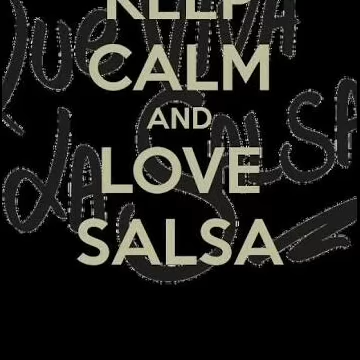 KEEP
CALM
AND
LOVE
SALSA
Que Viva
La Salsa